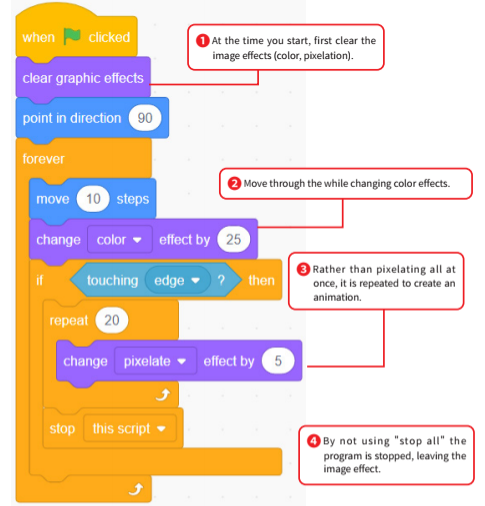 when clicked
1 At the time you start, first clear the
image effects (color, pixelation).
clear graphic effects
point in direction 90
forever
move 10 steps
2 Move through the while changing color effects.
change color effect by 25
if touching edge ? then
3 Rather than pixelating all at
once, it is repeated to create an
animation.
repeat 20
change pixelate effect by 5
stop this script
4 By not using "stop all" the
program is stopped, leaving the
image effect.